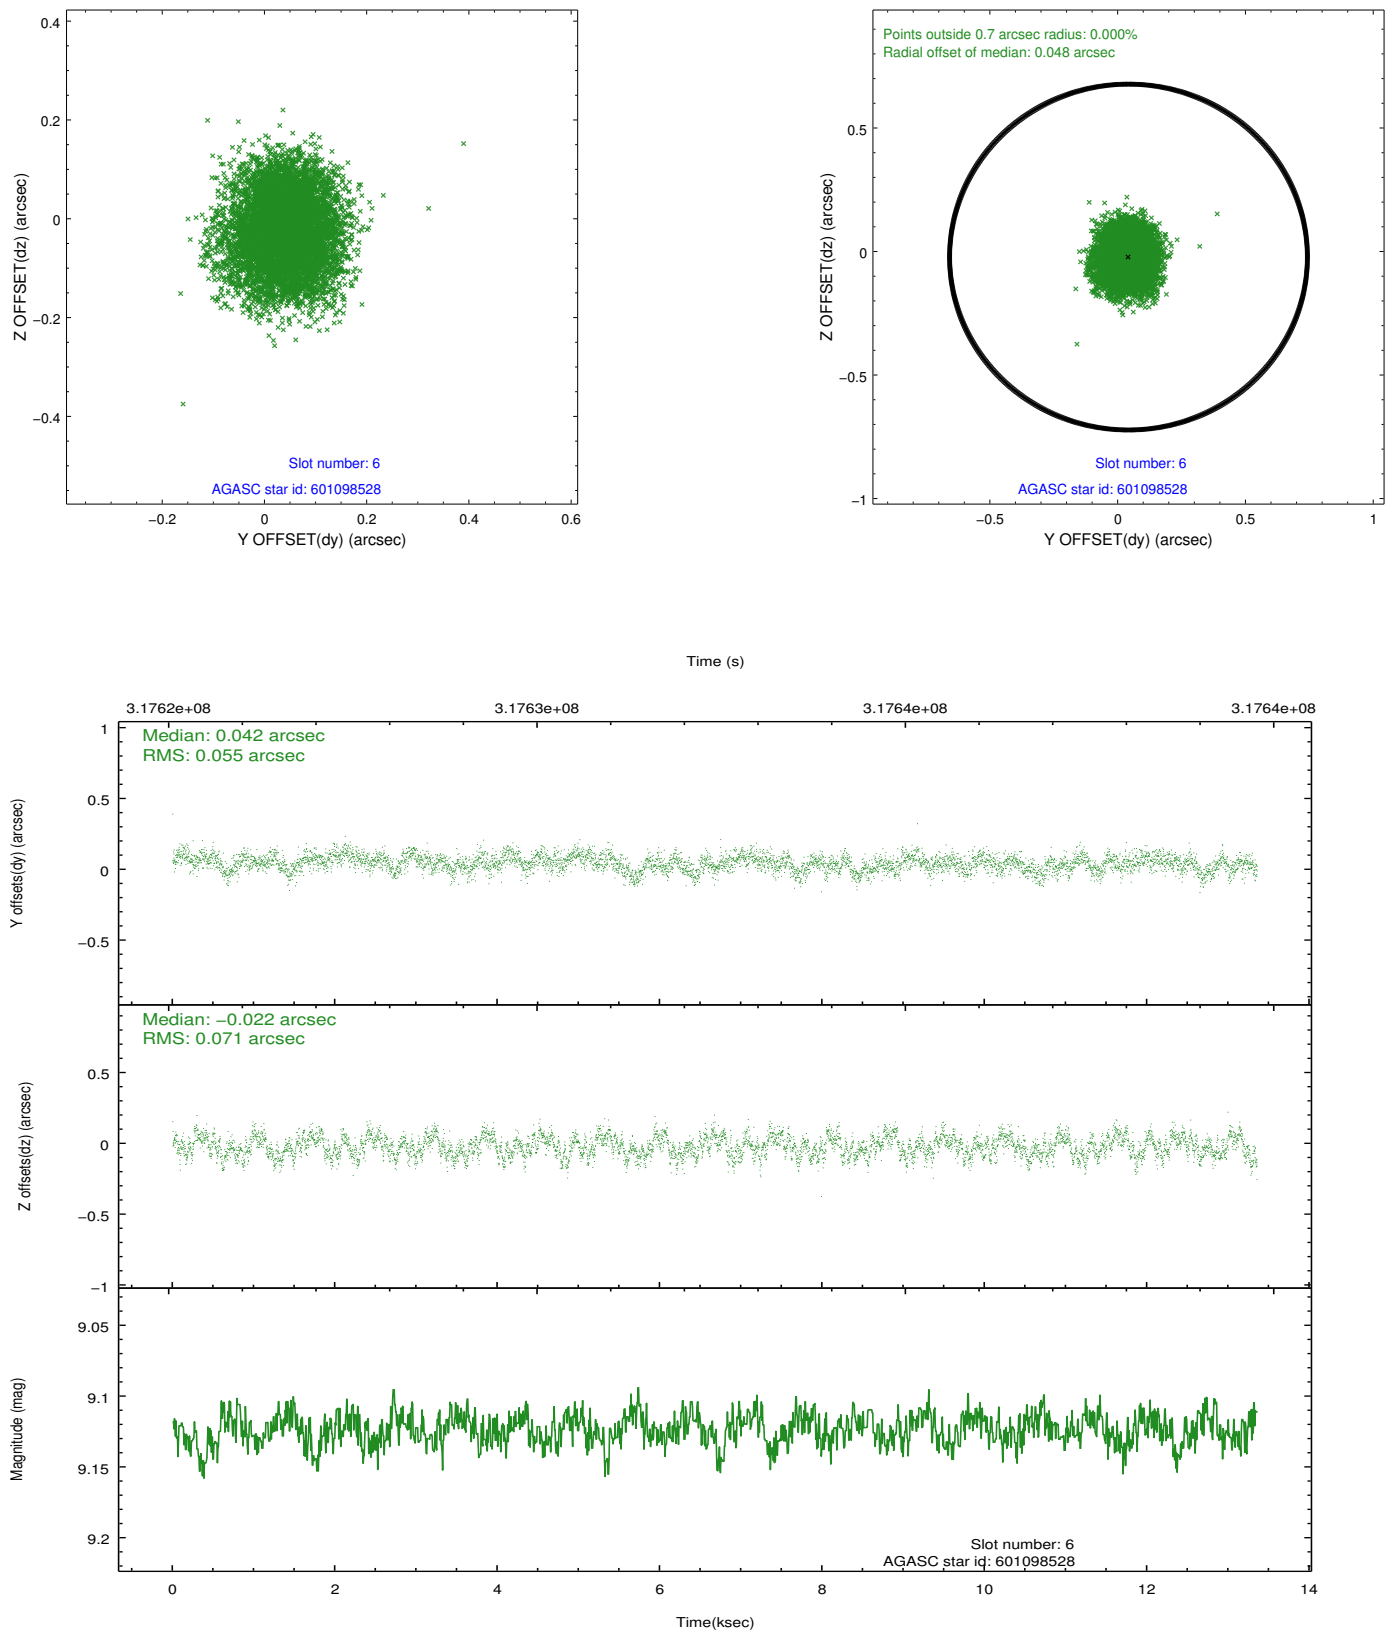 0.4
0.2
0
−0.2
−0.4
Z OFFSET(dz) (arcsec)
Slot number: 6
AGASC star id: 601098528
−0.2
0
0.2
0.4
0.6
Y OFFSET(dy) (arcsec)
Points outside 0.7 arcsec radius: 0.000%
Radial offset of median: 0.048 arcsec
0.5
0
−0.5
−1
Z OFFSET(dz) (arcsec)
Slot number: 6
AGASC star id: 601098528
−0.5
0
0.5
1
Y OFFSET(dy) (arcsec)
Time (s)
3.1762e+08
3.1763e+08
3.1764e+08
3.1764e+08
Median: 0.042 arcsec
RMS: 0.055 arcsec
1
0.5
0
−0.5
Y offsets(dy) (arcsec)
Median: −0.022 arcsec
RMS: 0.071 arcsec
0.5
0
−0.5
−1
Z offsets(dz) (arcsec)
9.05
9.1
9.15
9.2
Magnitude (mag)
Slot number: 6
AGASC star id: 601098528
0
2
4
6
8
10
12
14
Time(ksec)